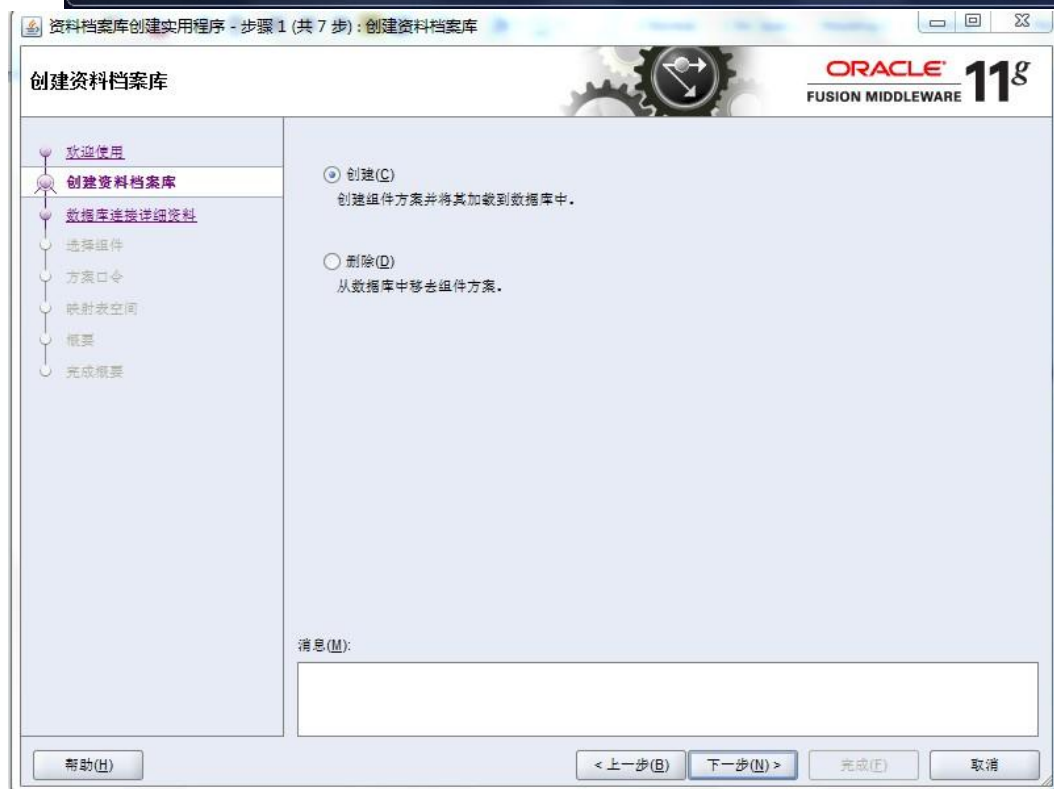 资料档案库创建实用程序 - 步骤 1 (共 7 步) : 创建资料档案库
创建资料档案库
ORACLE
FUSION MIDDLEWARE 11g
欢迎使用
创建资料档案库
数据库连接详细资料
选择组件
方案口令
映射表空间
概要
完成概要
创建(C)
创建组件方案并将其加载到数据库中。
删除(D)
从数据库中移去组件方案。
消息(M):
帮助(H)
< 上一步(B)
下一步(N) >
完成(F)
取消